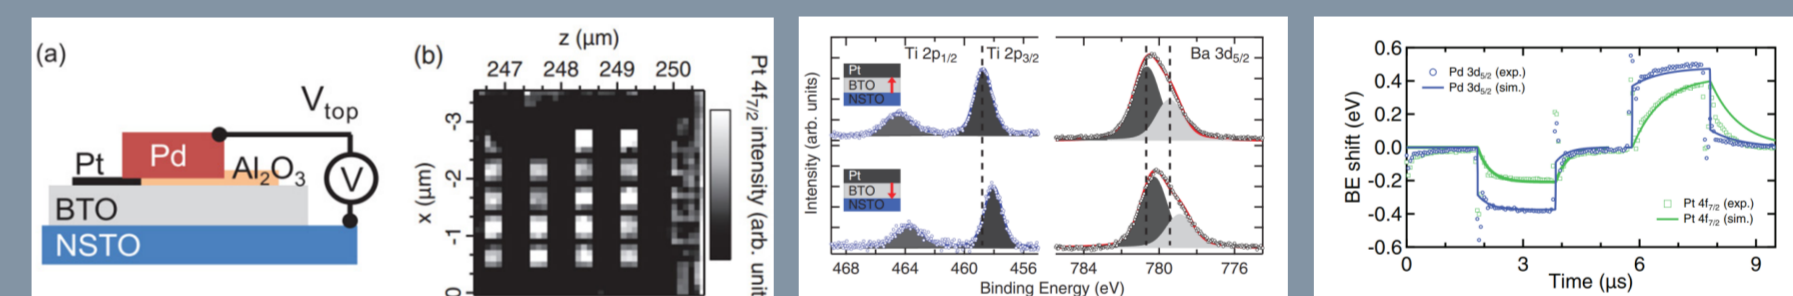 (a)
V_top
Pt
Pd
Al₂O₃
V
BTO
NSTO
(b)
z (μm)
247 248 249 250
-3
-2
-1
0
x (μm)
Pt 4f₇/₂ intensity (arb. unit
Ti 2p₁/₂ Ti 2p₃/₂ Ba 3d₅/₂
Pt
BTO
NSTO
Pt
BTO
NSTO
Intensity (arb. units)
468 464 460 456 784 780 776
Binding Energy (eV)
0.6
0.4
0.2
0.0
-0.2
-0.4
-0.6
BE shift (eV)
Pd 3d₅/₂ (exp.)
Pd 3d₅/₂ (sim.)
Pt 4f₇/₂ (exp.)
Pt 4f₇/₂ (sim.)
0 3 6 9
Time (μs)